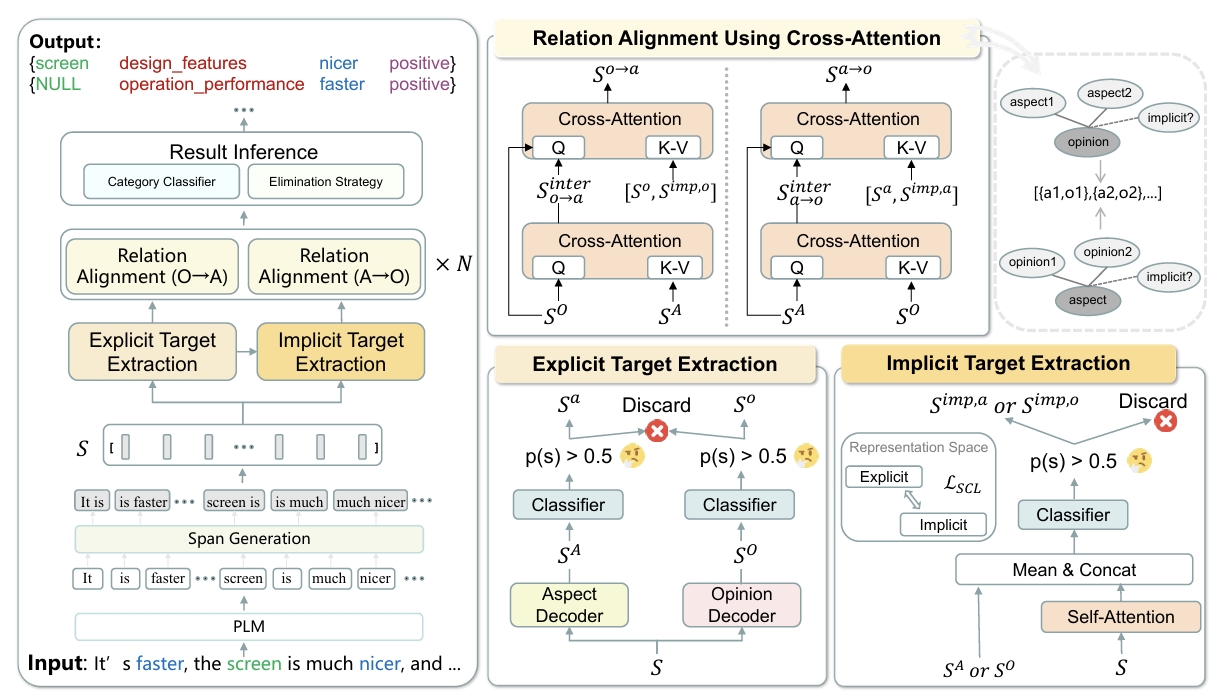 Output:
{screen design_features nicer positive}
{NULL operation_performance faster positive}
...
Result Inference
Category Classifier Elimination Strategy
Relation Alignment (O→A) Relation Alignment (A→O) × N
Explicit Target Extraction Implicit Target Extraction
S [ ... ]
It is is faster ... screen is is much much nicer ...
Span Generation
It is faster ... screen is much nicer ...
PLM
Input: It's faster, the screen is much nicer, and ...
Relation Alignment Using Cross-Attention
S^{o→a} S^{a→o}
Cross-Attention Cross-Attention
Q K-V Q K-V
S^{inter}_{o→a} [S^o, S^{imp,o}] S^{inter}_{a→o} [S^a, S^{imp,a}]
Cross-Attention Cross-Attention
Q K-V Q K-V
S^O S^A S^A S^O
aspect1 aspect2 implicit?
opinion
[{a1,o1},{a2,o2},...]
opinion1 opinion2 implicit?
aspect
Explicit Target Extraction
S^a Discard S^o
p(s) > 0.5 p(s) > 0.5
Classifier Classifier
S^A S^O
Aspect Decoder Opinion Decoder
S
Implicit Target Extraction
S^{imp,a} or S^{imp,o} Discard
p(s) > 0.5
Representation Space
Explicit ℒ_{SCL}
Implicit
Classifier
Mean & Concat
Self-Attention
S^A or S^O S